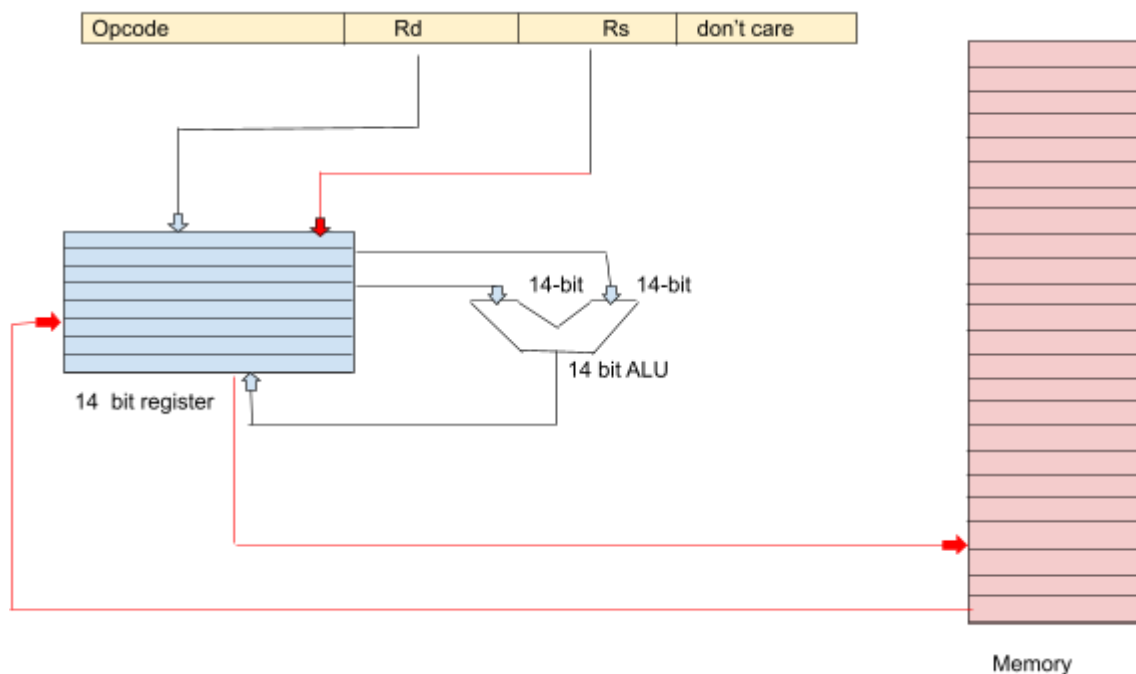 Opcode Rd Rs don't care
14-bit 14-bit
14 bit ALU
14 bit register
Memory